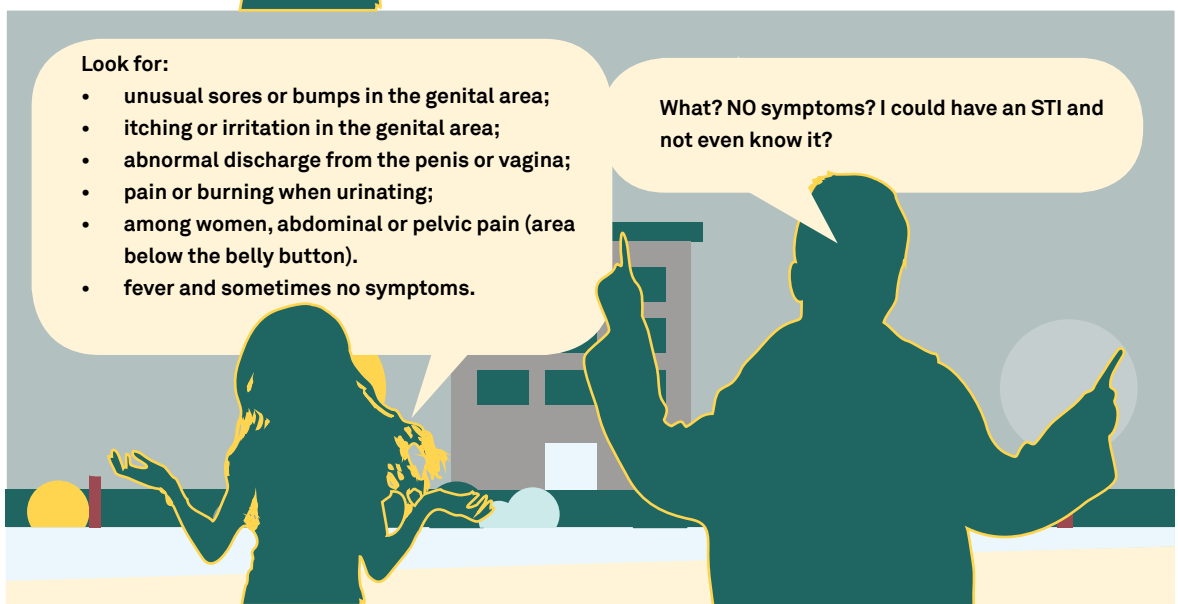 Look for:
• unusual sores or bumps in the genital area;
• itching or irritation in the genital area;
• abnormal discharge from the penis or vagina;
• pain or burning when urinating;
• among women, abdominal or pelvic pain (area
below the belly button).
• fever and sometimes no symptoms.
What? NO symptoms? I could have an STI and
not even know it?